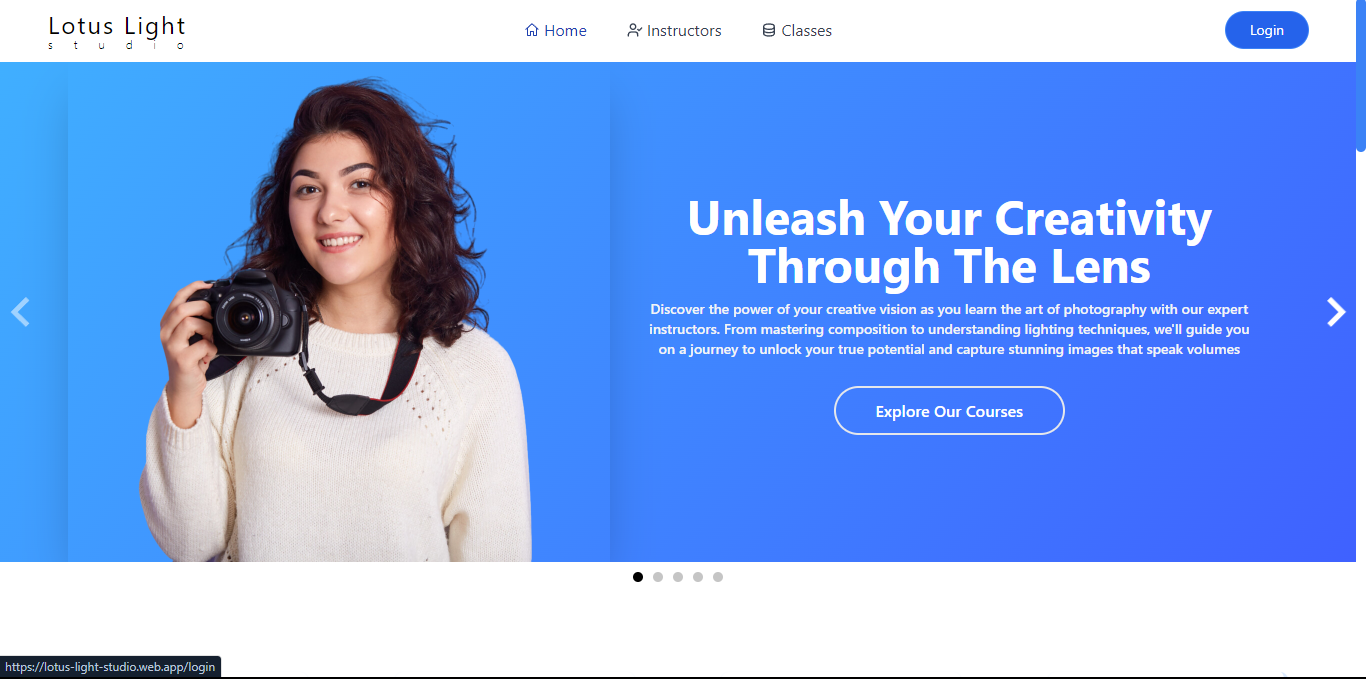 Lotus Light
studio
Home
Instructors
Classes
Login
Unleash Your Creativity
Through The Lens
Discover the power of your creative vision as you learn the art of photography with our expert
instructors. From mastering composition to understanding lighting techniques, we'll guide you
on a journey to unlock your true potential and capture stunning images that speak volumes
Explore Our Courses
https://lotus-light-studio.web.app/login